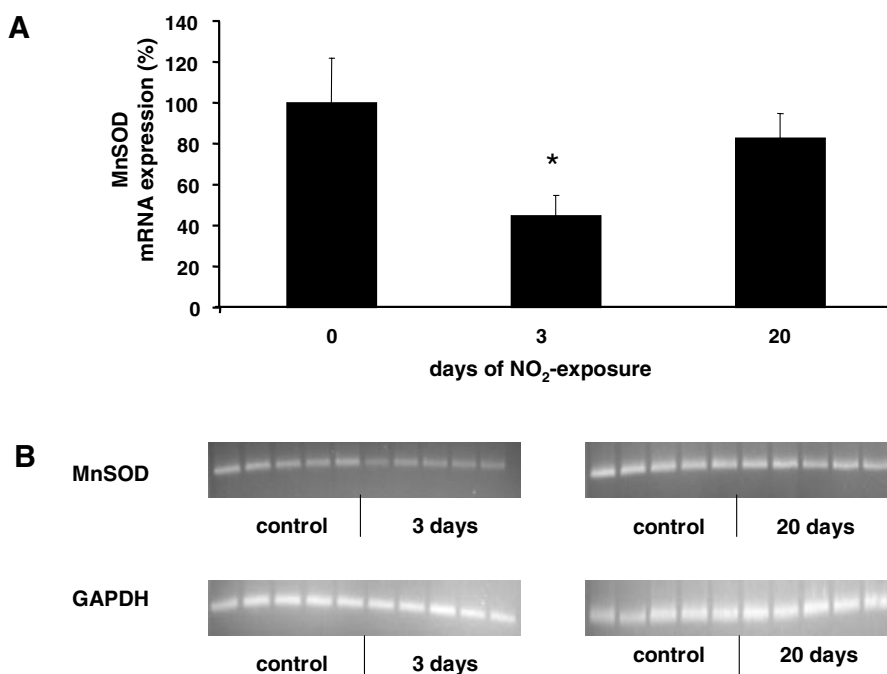 A
MnSOD
mRNA expression (%)
140
120
100
80
60
40
20
0
*
0 3 20
days of NO₂-exposure
B
MnSOD
control 3 days control 20 days
GAPDH
control 3 days control 20 days